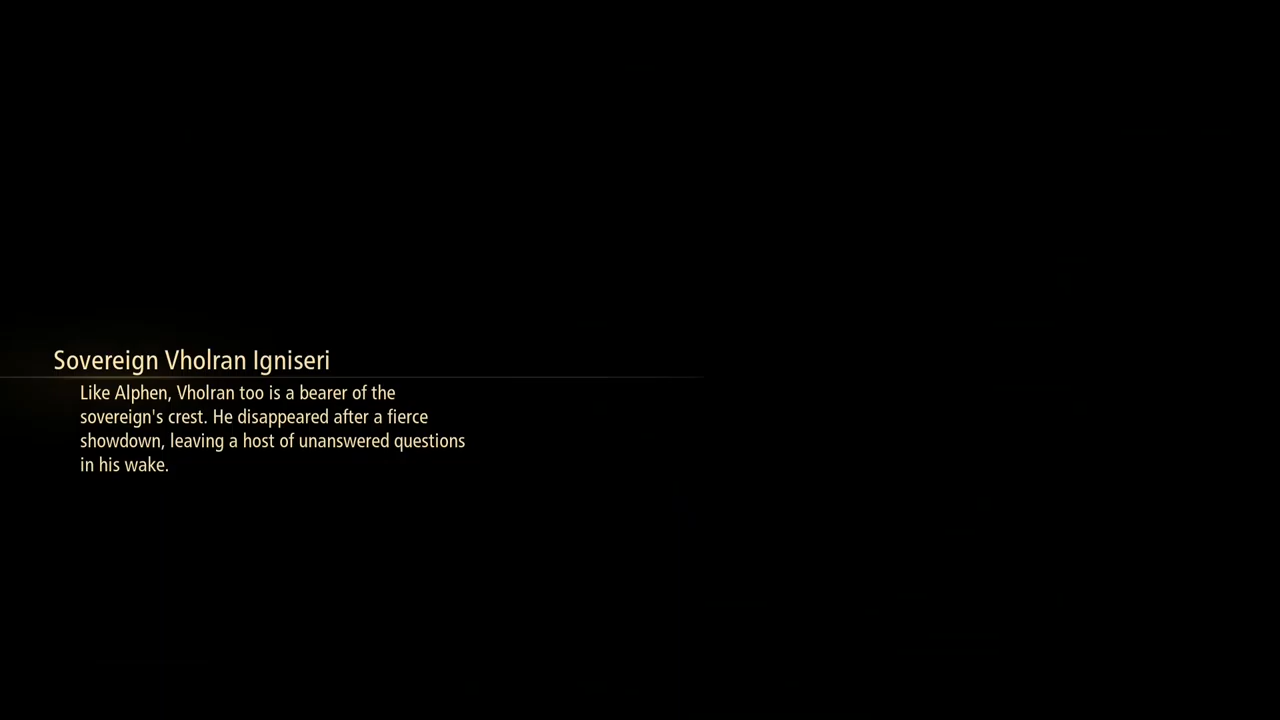 Sovereign Vholran Igniseri
Like Alphen, Vholran too is a bearer of the
sovereign's crest. He disappeared after a fierce
showdown, leaving a host of unanswered questions
in his wake.